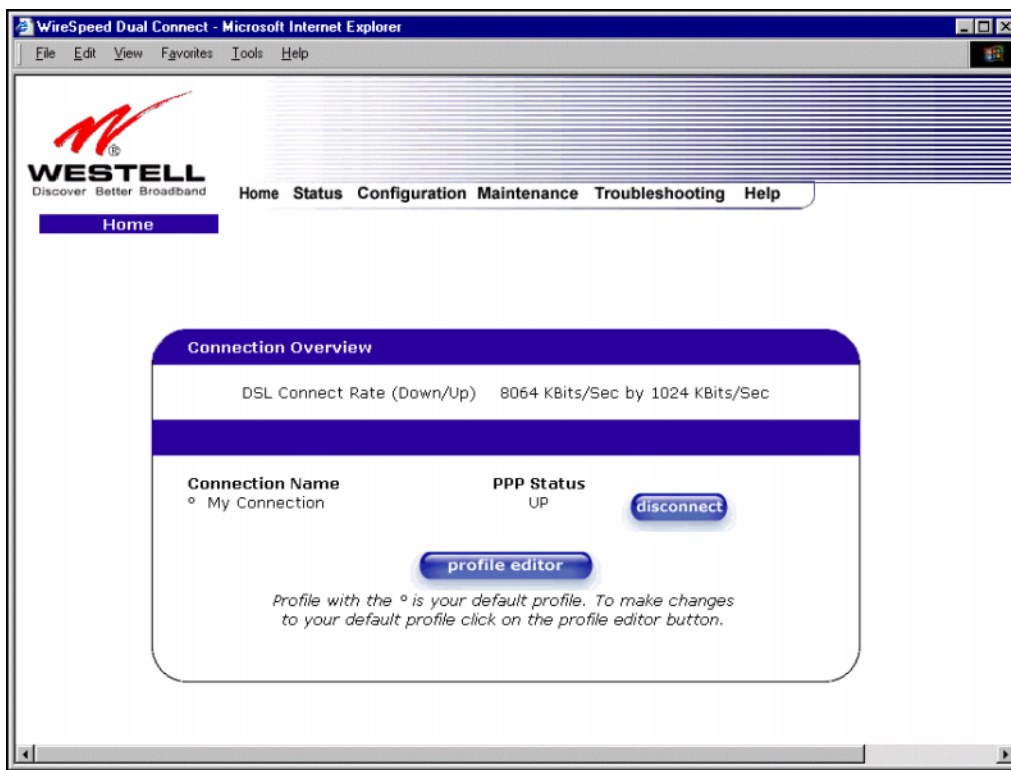 WireSpeed Dual Connect - Microsoft Internet Explorer
File Edit View Favorites Tools Help
®
WESTELL
Discover Better Broadband
Home Status Configuration Maintenance Troubleshooting Help
Home
Connection Overview
DSL Connect Rate (Down/Up) 8064 KBits/Sec by 1024 KBits/Sec
Connection Name PPP Status
º My Connection UP disconnect
profile editor
Profile with the º is your default profile. To make changes
to your default profile click on the profile editor button.